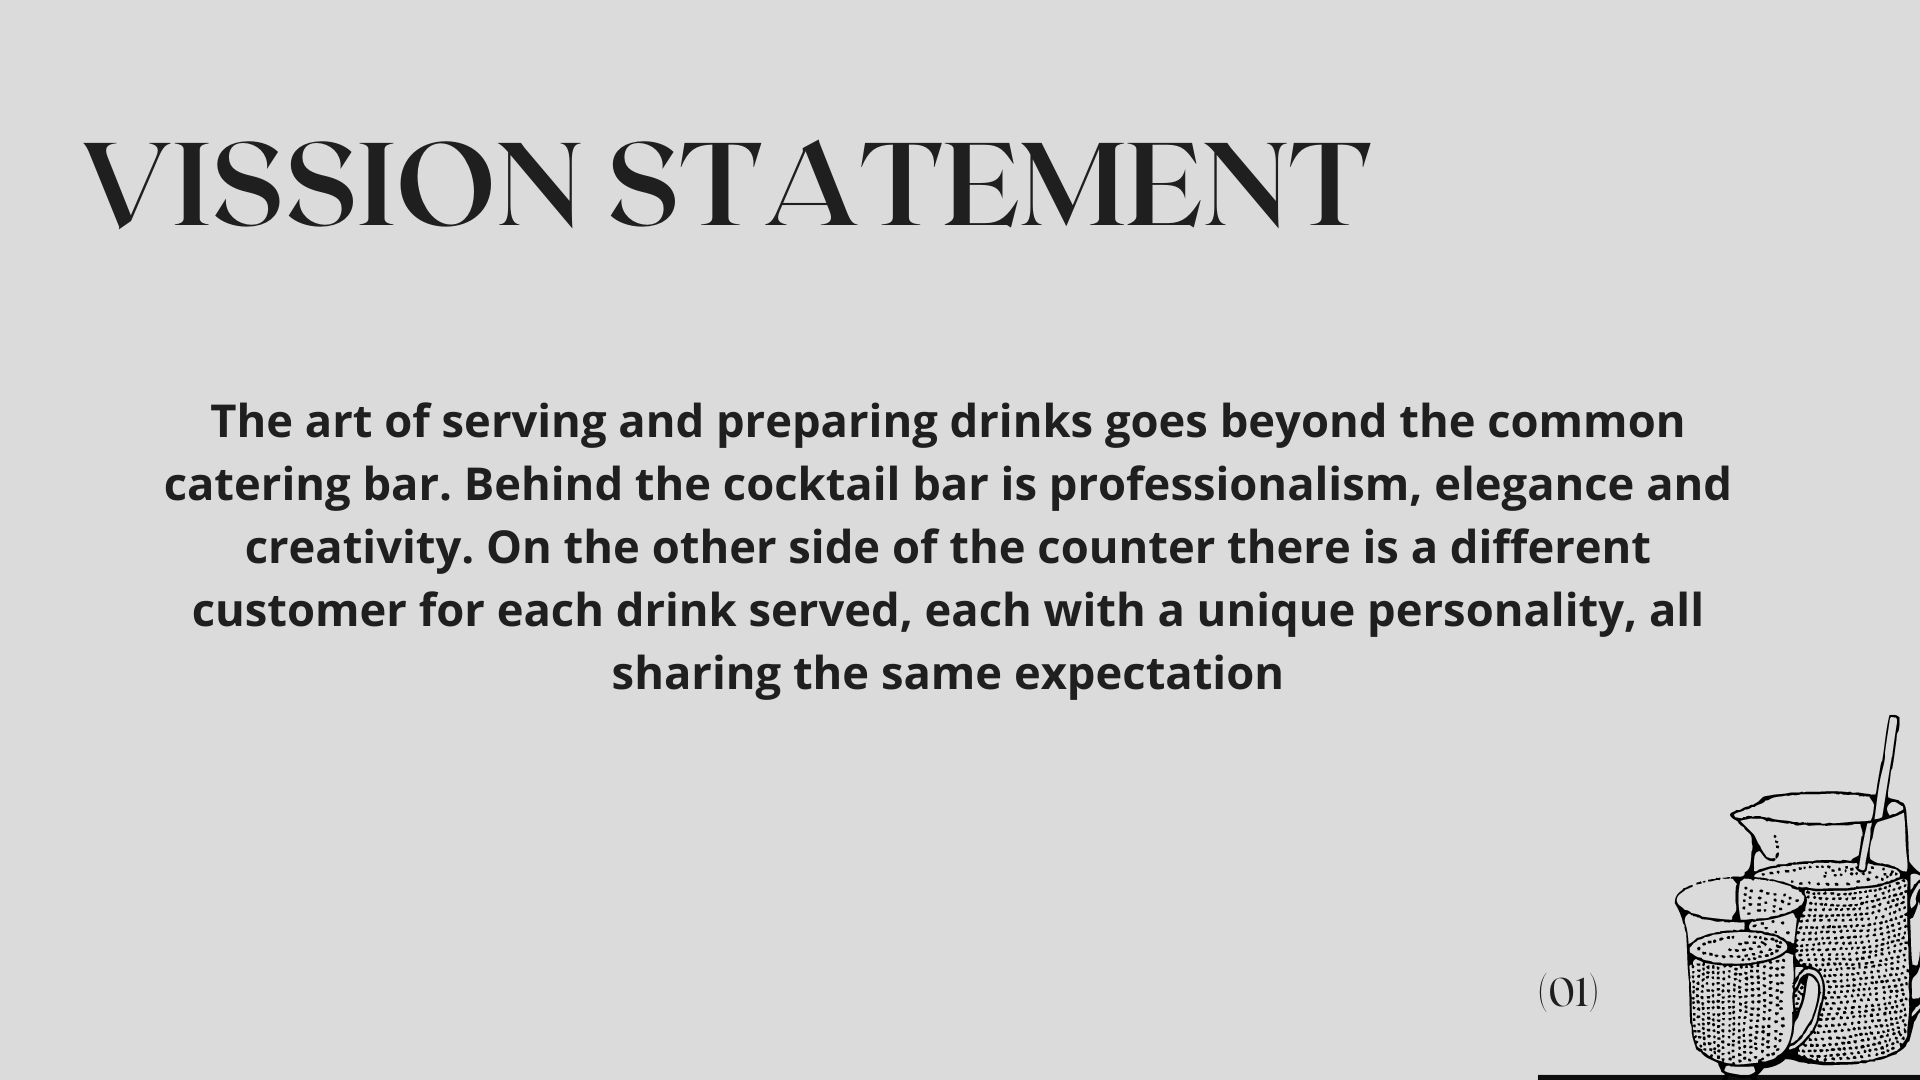 VISSION STATEMENT
The art of serving and preparing drinks goes beyond the common
catering bar. Behind the cocktail bar is professionalism, elegance and
creativity. On the other side of the counter there is a different
customer for each drink served, each with a unique personality, all
sharing the same expectation
(01)